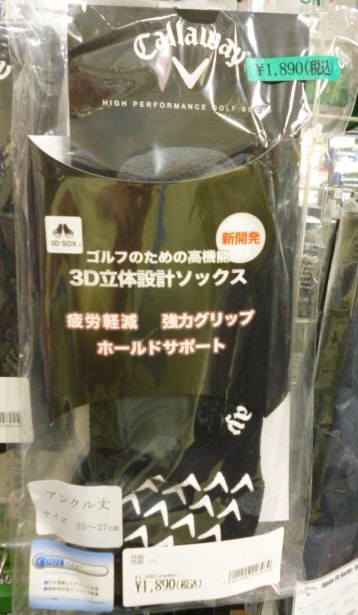 Callaway
¥1,890(税込)
HIGH PERFORMANCE GOLF
3D SOX
新開発
ゴルフのための高機能
3D立体設計ソックス
疲労軽減 強力グリップ
ホールドサポート
ay
アンクル丈
サイズ 25～27cm
COOL
¥1,890(税込)